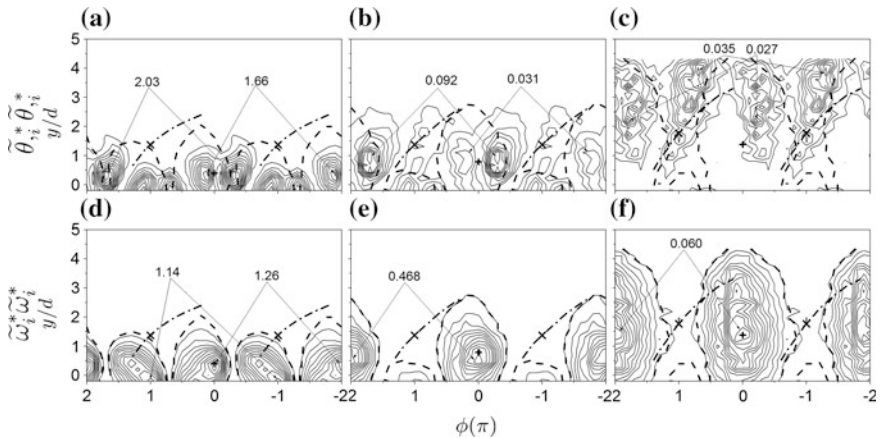 (a) (b) (c)
5 4 3 2 1 0
θ̃,ᵢ* θ̃,ᵢ*
y/d
2.03 1.66
0.092 0.031
0.035 0.027
(d) (e) (f)
5 4 3 2 1 0
ω̃ᵢ* ω̃ᵢ*
y/d
1.14 1.26
0.468
0.060
2 1 0 -1 -22 1 0 -1 -22 1 0 -1 -2
ϕ(π)